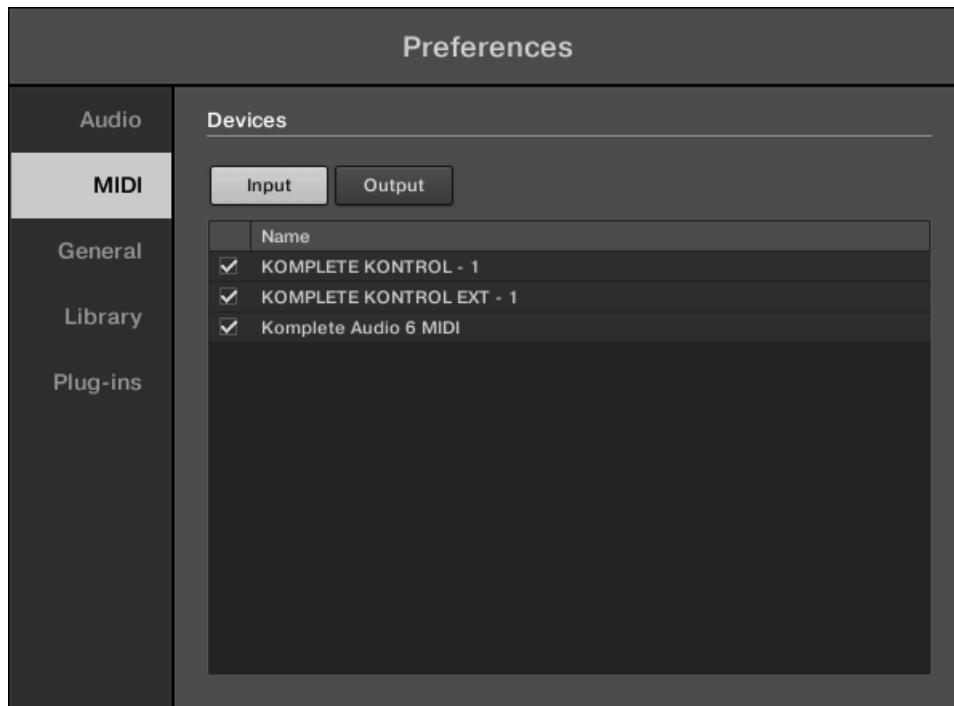 Preferences
Audio
MIDI
General
Library
Plug-ins
Devices
Input Output
Name
KOMPLETE KONTROL - 1
KOMPLETE KONTROL EXT - 1
Komplete Audio 6 MIDI